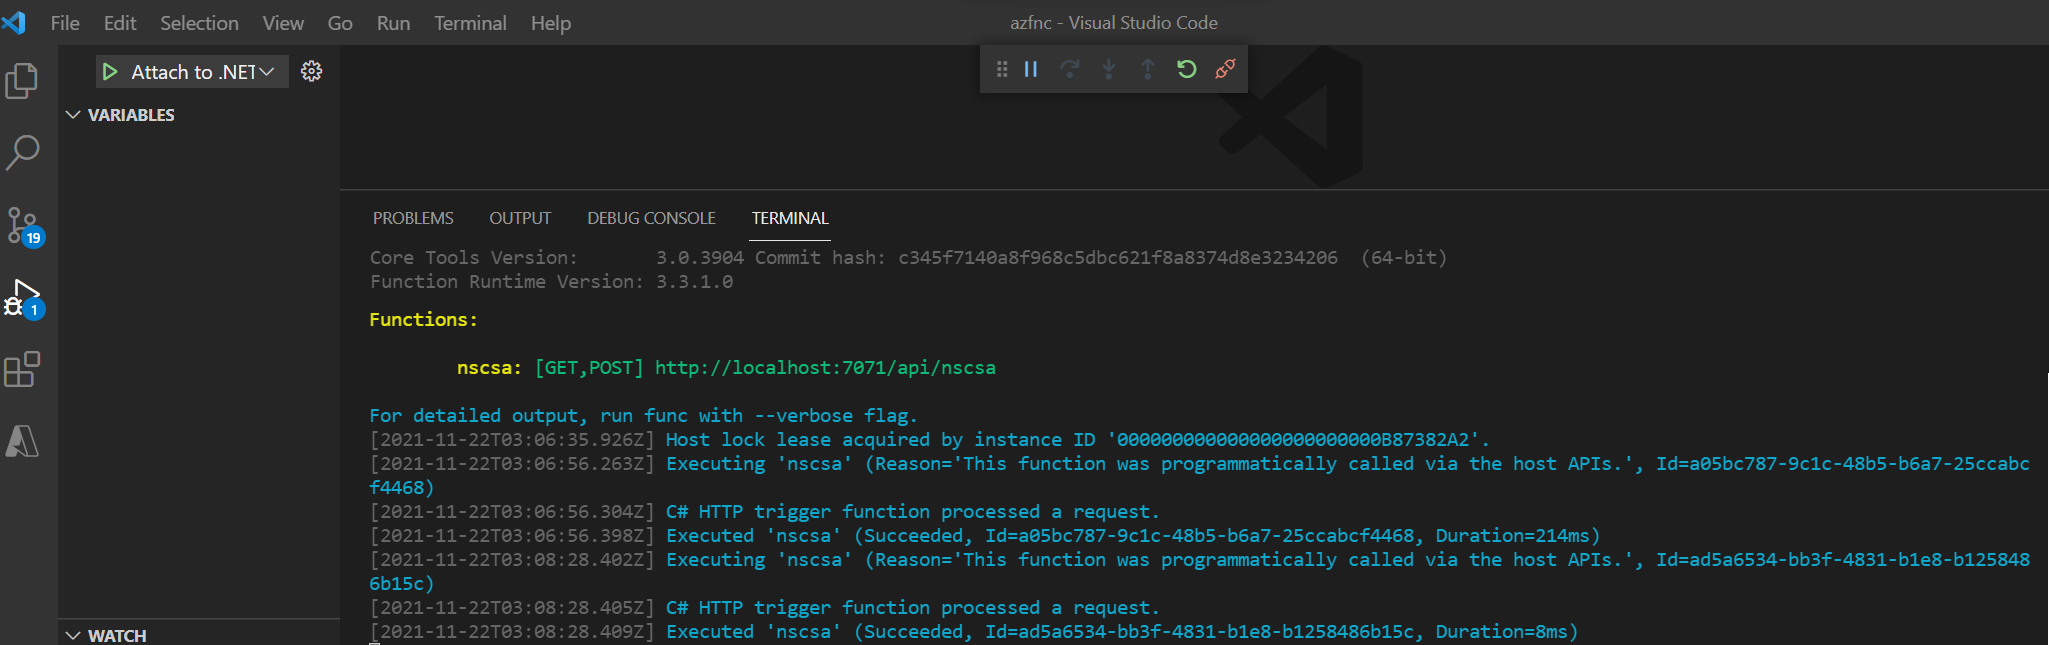 File Edit Selection View Go Run Terminal Help
azfnc - Visual Studio Code
Attach to .NET
VARIABLES
PROBLEMS OUTPUT DEBUG CONSOLE TERMINAL
Core Tools Version:       3.0.3904 Commit hash: c345f7140a8f968c5dbc621f8a8374d8e3234206  (64-bit)
Function Runtime Version: 3.3.1.0
Functions:
nscsa: [GET,POST] http://localhost:7071/api/nscsa
For detailed output, run func with --verbose flag.
[2021-11-22T03:06:35.926Z] Host lock lease acquired by instance ID '000000000000000000000000B87382A2'.
[2021-11-22T03:06:56.263Z] Executing 'nscsa' (Reason='This function was programmatically called via the host APIs.', Id=a05bc787-9c1c-48b5-b6a7-25ccabc
f4468)
[2021-11-22T03:06:56.304Z] C# HTTP trigger function processed a request.
[2021-11-22T03:06:56.398Z] Executed 'nscsa' (Succeeded, Id=a05bc787-9c1c-48b5-b6a7-25ccabcf4468, Duration=214ms)
[2021-11-22T03:08:28.402Z] Executing 'nscsa' (Reason='This function was programmatically called via the host APIs.', Id=ad5a6534-bb3f-4831-b1e8-b125848
6b15c)
[2021-11-22T03:08:28.405Z] C# HTTP trigger function processed a request.
[2021-11-22T03:08:28.409Z] Executed 'nscsa' (Succeeded, Id=ad5a6534-bb3f-4831-b1e8-b1258486b15c, Duration=8ms)
19
1
WATCH